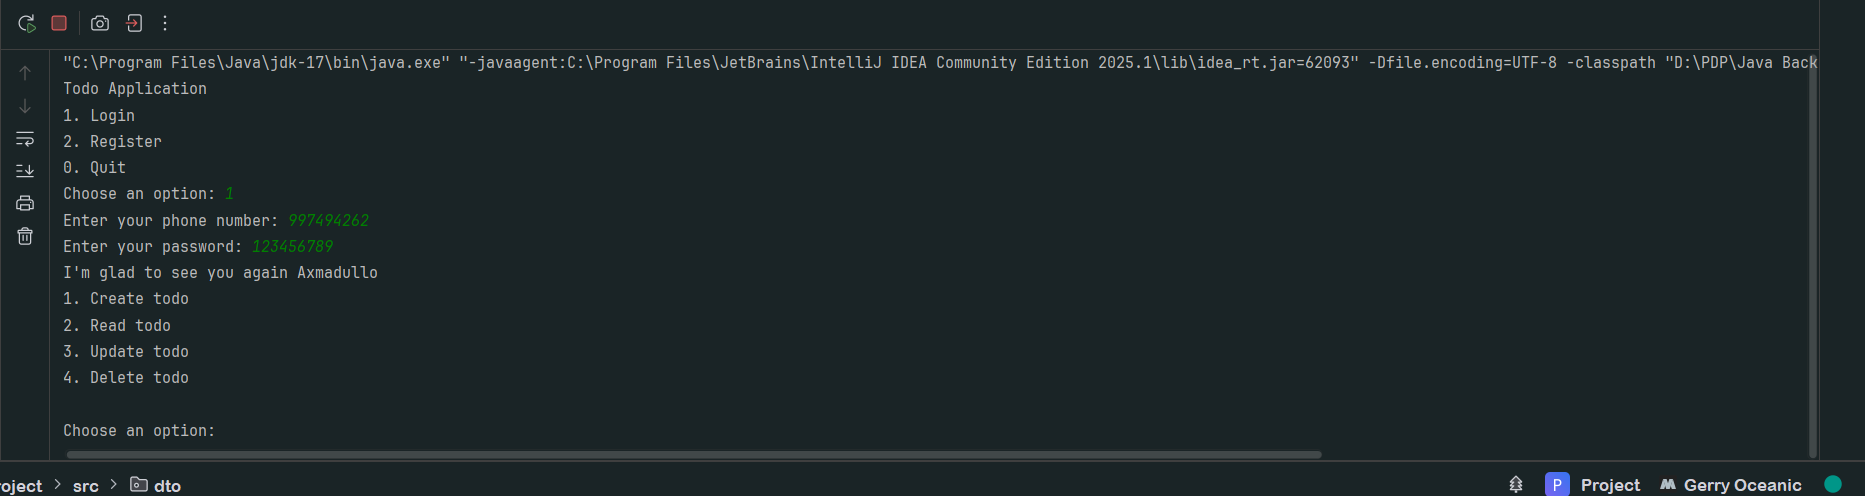 "C:\Program Files\Java\jdk-17\bin\java.exe" "-javaagent:C:\Program Files\JetBrains\IntelliJ IDEA Community Edition 2025.1\lib\idea_rt.jar=62093" -Dfile.encoding=UTF-8 -classpath "D:\PDP\Java Back
Todo Application
1. Login
2. Register
0. Quit
Choose an option: 1
Enter your phone number: 997494262
Enter your password: 123456789
I'm glad to see you again Axmadullo
1. Create todo
2. Read todo
3. Update todo
4. Delete todo
Choose an option:
oject > src > dto P Project Gerry Oceanic